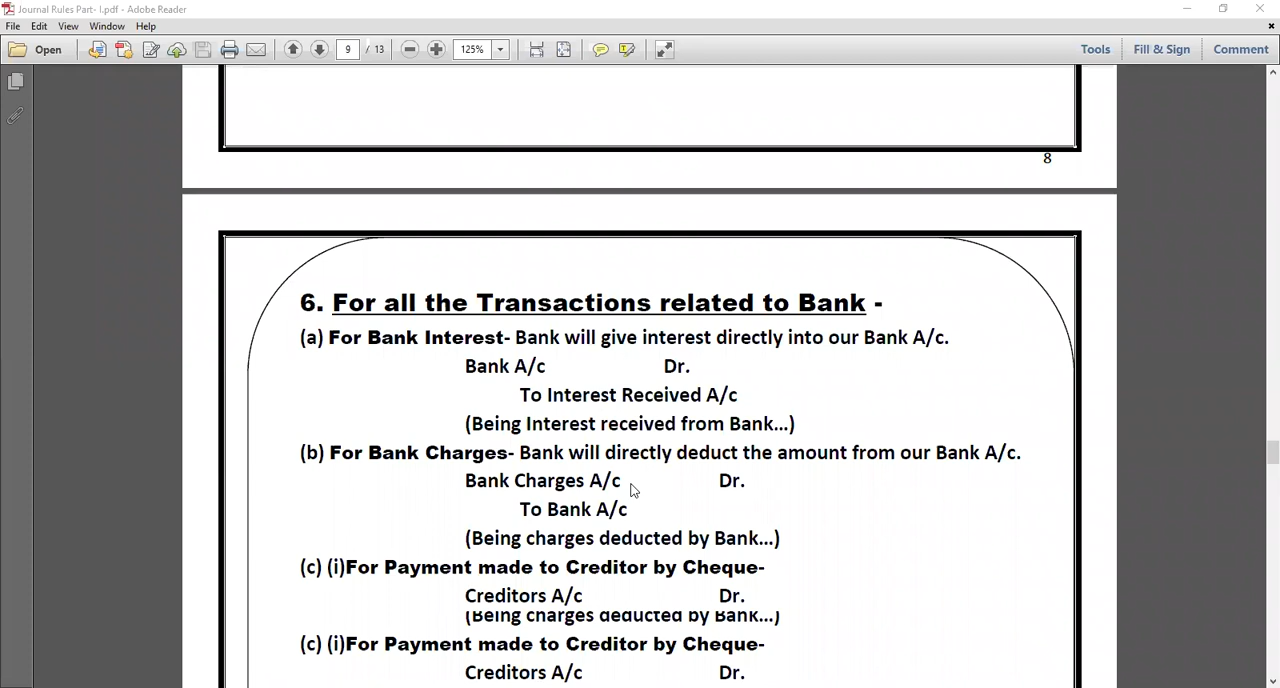 Journal Rules Part- I.pdf - Adobe Reader
File Edit View Window Help
Open 9 / 13 125% Tools Fill & Sign Comment
8
6. For all the Transactions related to Bank -
(a) For Bank Interest- Bank will give interest directly into our Bank A/c.
Bank A/c Dr.
To Interest Received A/c
(Being Interest received from Bank...)
(b) For Bank Charges- Bank will directly deduct the amount from our Bank A/c.
Bank Charges A/c Dr.
To Bank A/c
(Being charges deducted by Bank...)
(c) (i)For Payment made to Creditor by Cheque-
Creditors A/c Dr.
(Being charges deducted by Bank...)
(c) (i)For Payment made to Creditor by Cheque-
Creditors A/c Dr.